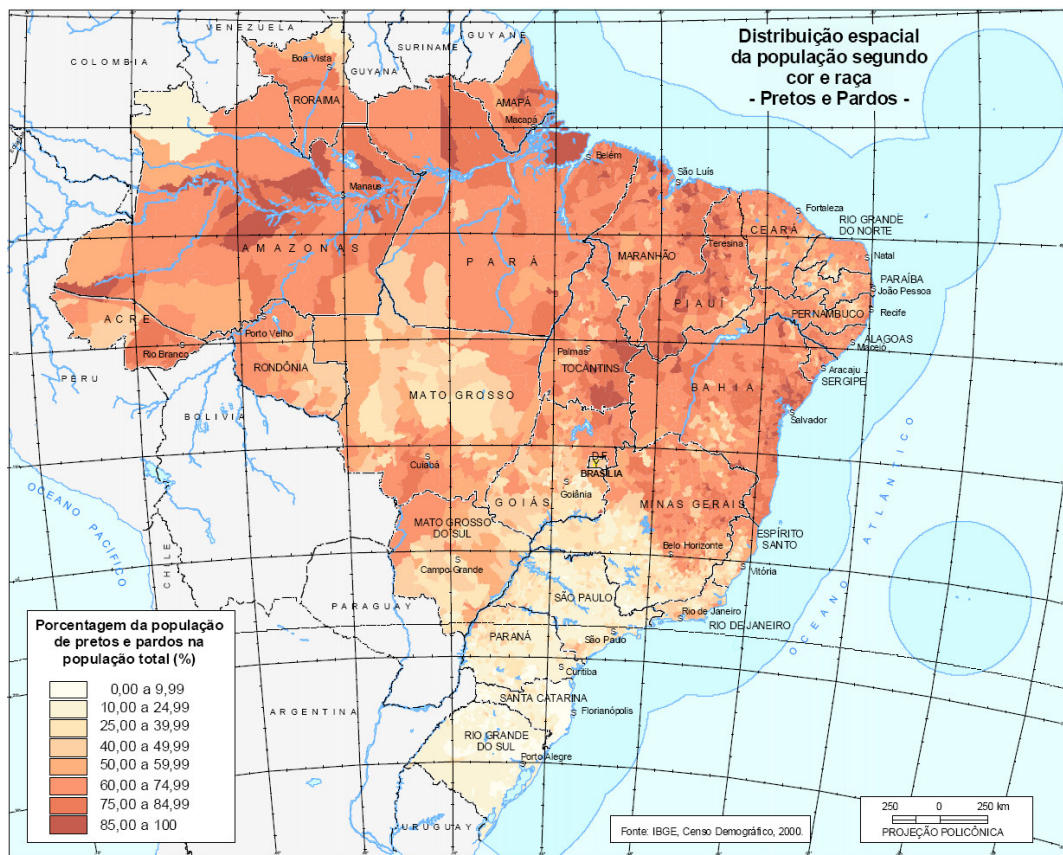 Distribuição espacial
da população segundo
cor e raça
- Pretos e Pardos -
VENEZUELA
GUYANE
SURINAME
COLOMBIA
Boa Vista
GUYANA
RORAIMA
AMAPÁ
Macapá
Belém
São Luís
Manaus
Fortaleza
RIO GRANDE
DO NORTE
CEARÁ
Teresina
AMAZONAS
PARÁ
MARANHÃO
Natal
PARAÍBA
João Pessoa
PIAUÍ
PERNAMBUCO
Recife
ACRE
Porto Velho
ALAGOAS
Maceió
Rio Branco
Palmas
TOCANTINS
RONDÔNIA
Aracaju
SERGIPE
PERU
MATO GROSSO
BAHIA
BOLIVIA
Salvador
D.F.
BRASÍLIA
Cuiabá
Goiânia
GOIÁS
MINAS GERAIS
OCEANO PACÍFICO
OCEANO ATLÂNTICO
MATO GROSSO
DO SUL
ESPÍRITO
SANTO
Belo Horizonte
CHILE
Campo Grande
Vitória
SÃO PAULO
PARAGUAY
Rio de Janeiro
RIO DE JANEIRO
São Paulo
PARANÁ
Curitiba
SANTA CATARINA
Florianópolis
ARGENTINA
RIO GRANDE
DO SUL
Porto Alegre
URUGUAY
Porcentagem da população
de pretos e pardos na
população total (%)
0,00 a 9,99
10,00 a 24,99
25,00 a 39,99
40,00 a 49,99
50,00 a 59,99
60,00 a 74,99
75,00 a 84,99
85,00 a 100
Fonte: IBGE, Censo Demográfico, 2000.
250 0 250 km
PROJEÇÃO POLICÔNICA